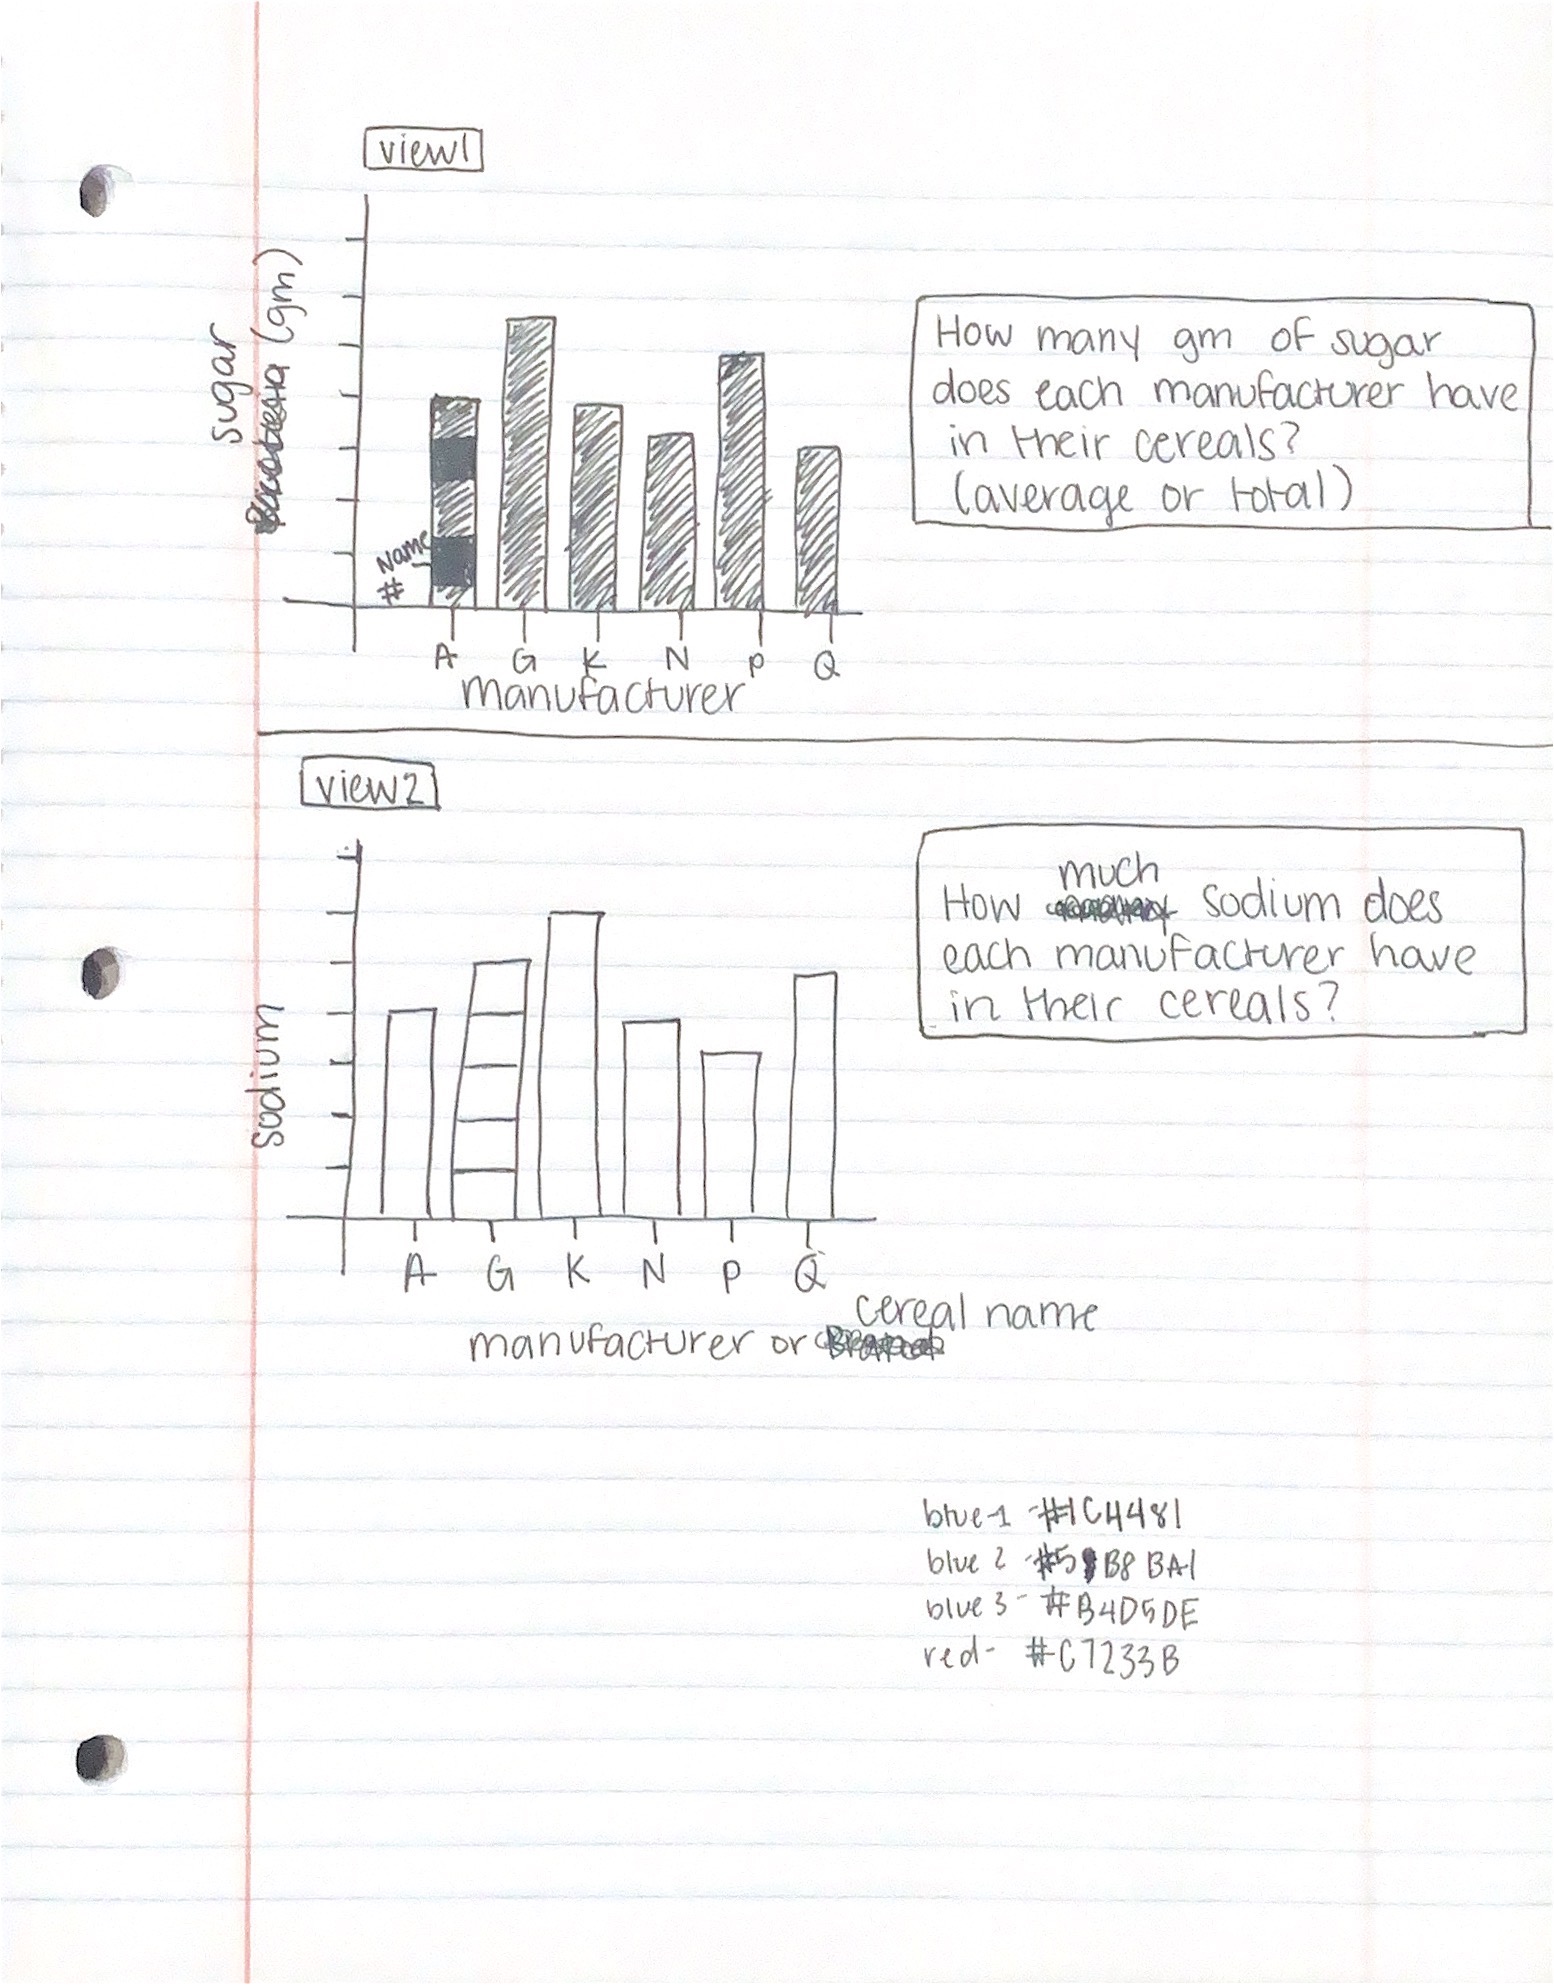 view1
sugar
(gm)
Name
#
A G K N P Q
manufacturer
How many gm of sugar
does each manufacturer have
in their cereals?
(average or total)
view2
sodium
A G K N P Q
cereal name
manufacturer or
much
How sodium does
each manufacturer have
in their cereals?
blue-1 #1C4481
blue 2 - #5 B8 BA1
blue 3 - #B4D5DE
red- #C7233B